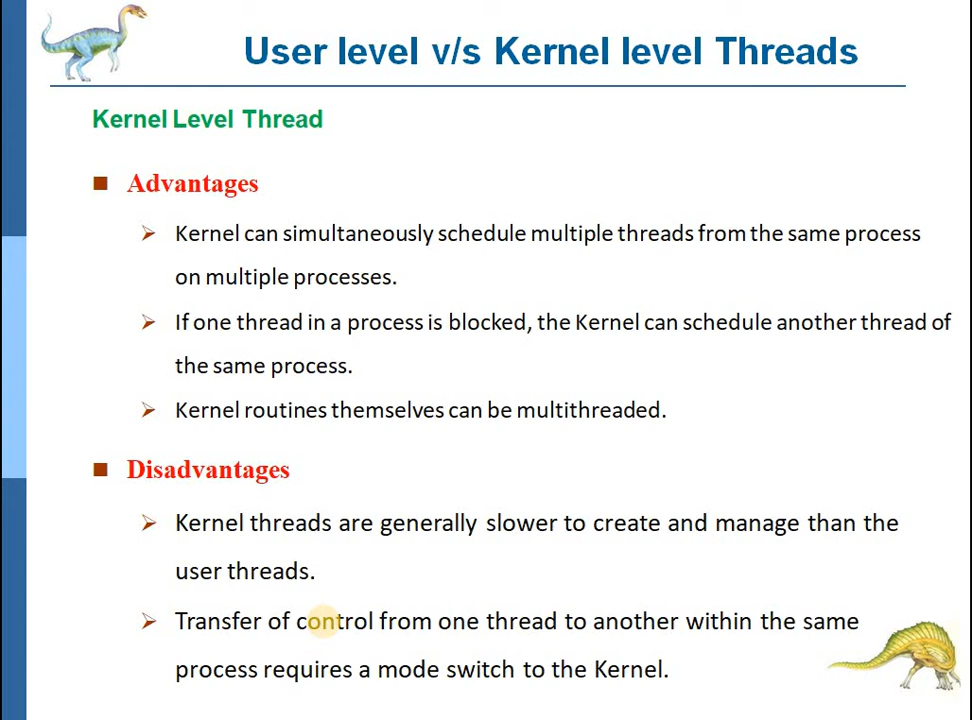 User level v/s Kernel level Threads
Kernel Level Thread
Advantages
Kernel can simultaneously schedule multiple threads from the same process
on multiple processes.
If one thread in a process is blocked, the Kernel can schedule another thread of
the same process.
Kernel routines themselves can be multithreaded.
Disadvantages
Kernel threads are generally slower to create and manage than the
user threads.
Transfer of control from one thread to another within the same
process requires a mode switch to the Kernel.